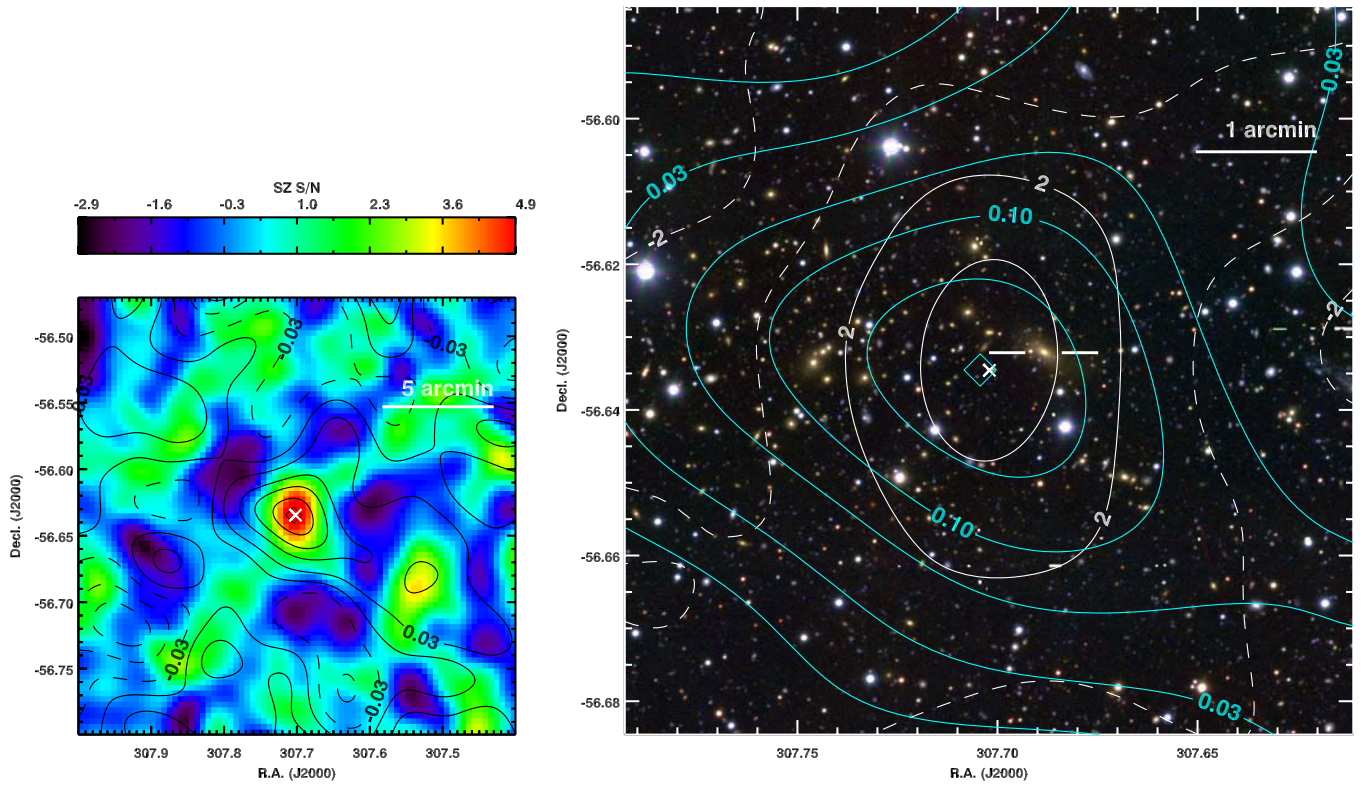 SZ S/N
-2.9 -1.6 -0.3 1.0 2.3 3.6 4.9
-0.03
-0.03
-0.03
5 arcmin
0.03
-0.03
-0.03
-56.50
-56.55
-56.60
-56.65
-56.70
-56.75
Decl. (J2000)
307.9 307.8 307.7 307.6 307.5
R.A. (J2000)
0.03
1 arcmin
0.03
2
0.10
-2
-2
2
2
0.10
0.03
-56.60
-56.62
-56.64
-56.66
-56.68
Decl. (J2000)
307.75 307.70 307.65
R.A. (J2000)